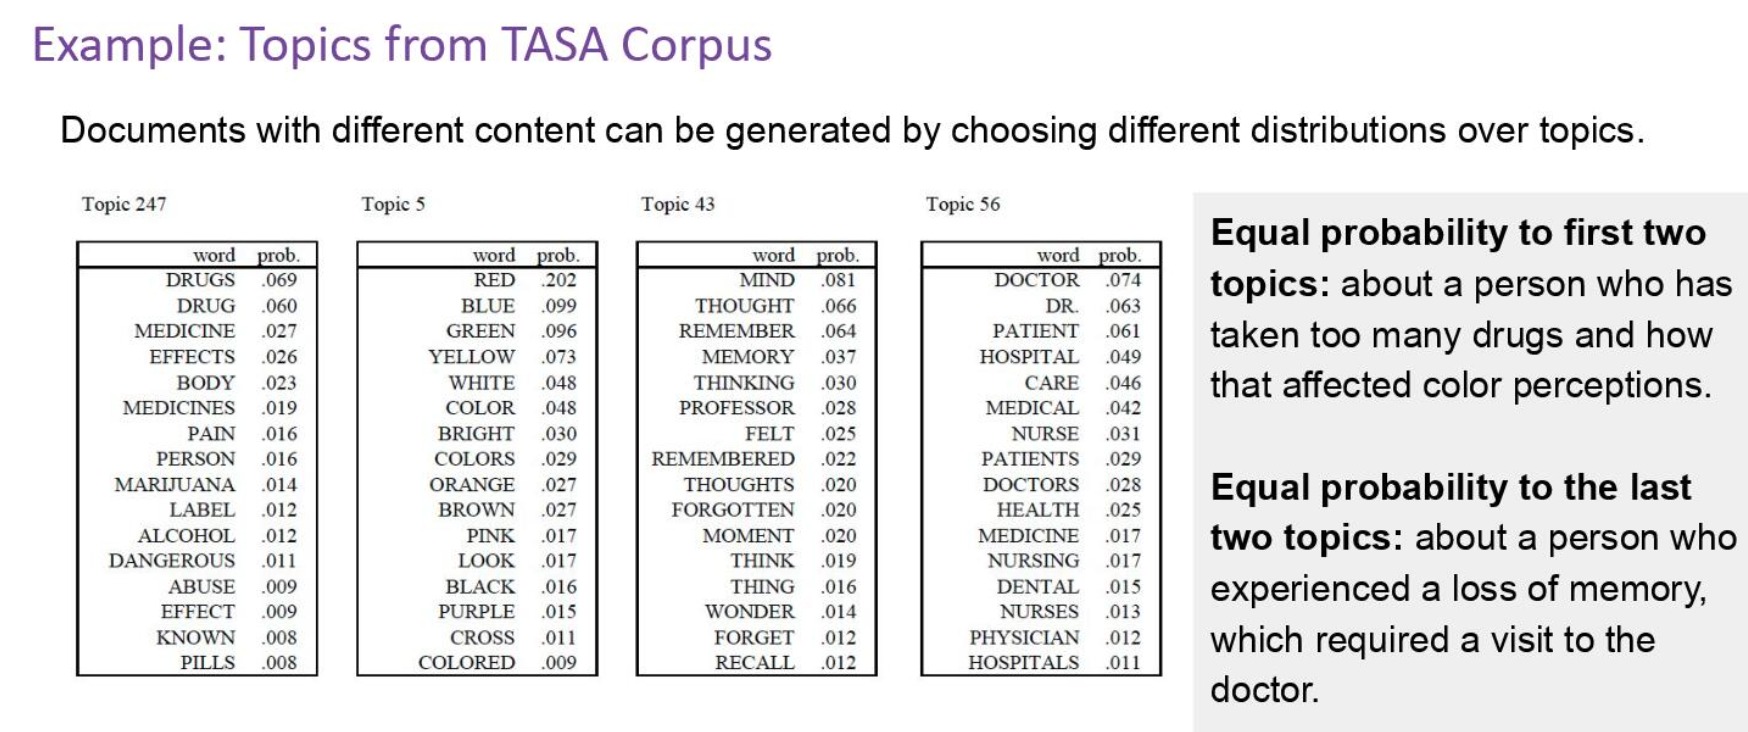 Example: Topics from TASA Corpus
Documents with different content can be generated by choosing different distributions over topics.
Topic 247
word prob.
DRUGS .069
DRUG .060
MEDICINE .027
EFFECTS .026
BODY .023
MEDICINES .019
PAIN .016
PERSON .016
MARIJUANA .014
LABEL .012
ALCOHOL .012
DANGEROUS .011
ABUSE .009
EFFECT .009
KNOWN .008
PILLS .008
Topic 5
word prob.
RED .202
BLUE .099
GREEN .096
YELLOW .073
WHITE .048
COLOR .048
BRIGHT .030
COLORS .029
ORANGE .027
BROWN .027
PINK .017
LOOK .017
BLACK .016
PURPLE .015
CROSS .011
COLORED .009
Topic 43
word prob.
MIND .081
THOUGHT .066
REMEMBER .064
MEMORY .037
THINKING .030
PROFESSOR .028
FELT .025
REMEMBERED .022
THOUGHTS .020
FORGOTTEN .020
MOMENT .020
THINK .019
THING .016
WONDER .014
FORGET .012
RECALL .012
Topic 56
word prob.
DOCTOR .074
DR. .063
PATIENT .061
HOSPITAL .049
CARE .046
MEDICAL .042
NURSE .031
PATIENTS .029
DOCTORS .028
HEALTH .025
MEDICINE .017
NURSING .017
DENTAL .015
NURSES .013
PHYSICIAN .012
HOSPITALS .011
Equal probability to first two
topics: about a person who has
taken too many drugs and how
that affected color perceptions.
Equal probability to the last
two topics: about a person who
experienced a loss of memory,
which required a visit to the
doctor.